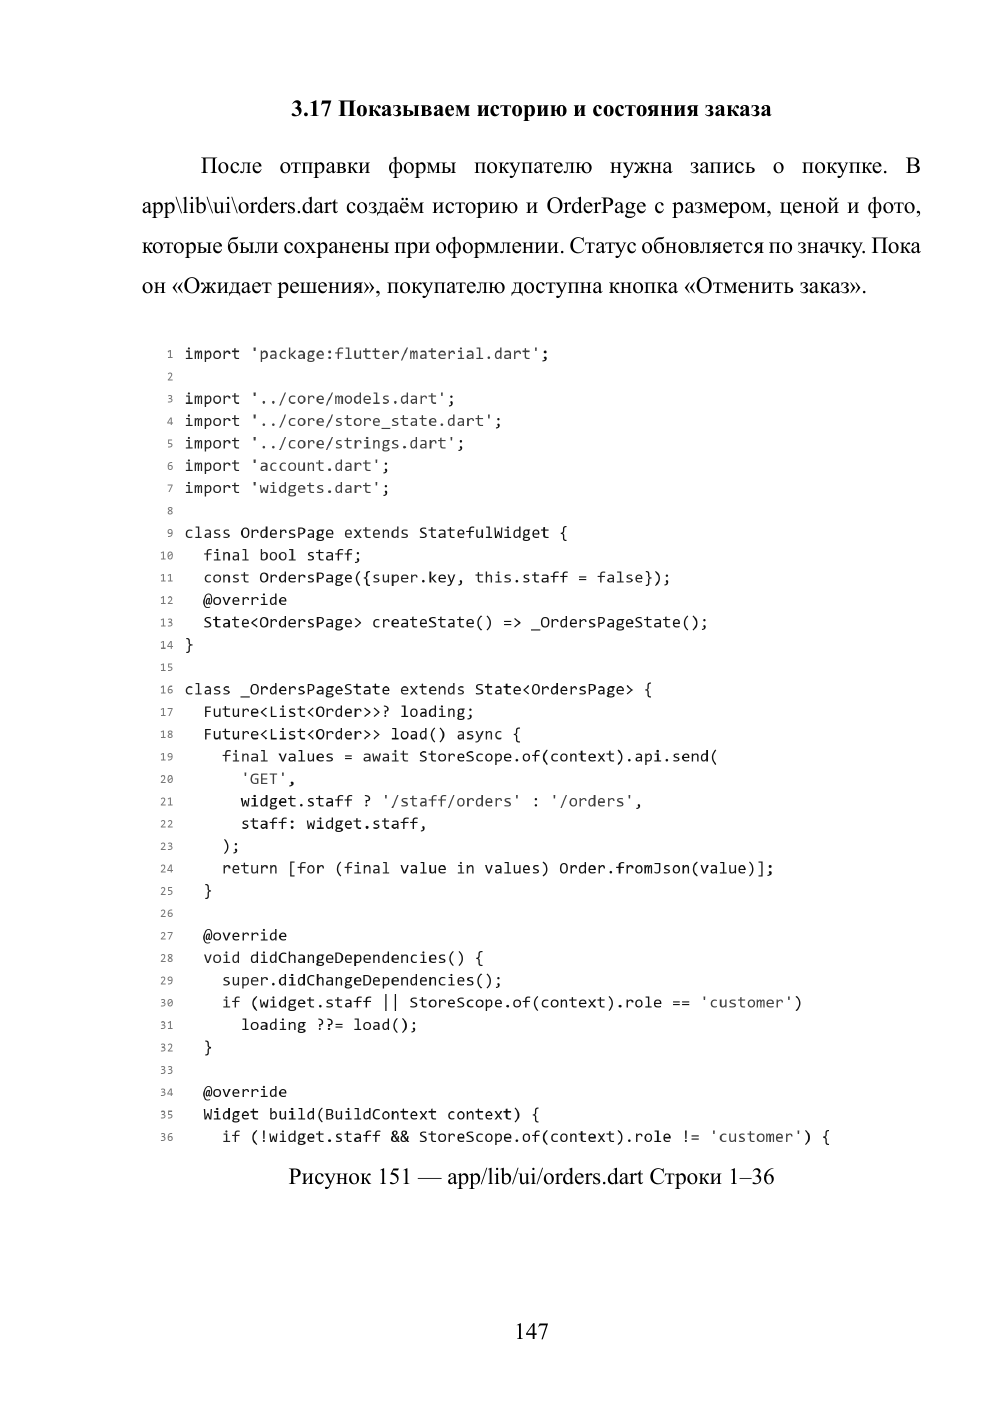 3.17 Показываем историю и состояния заказа
После отправки формы покупателю нужна запись о покупке. В
app\lib\ui\orders.dart создаём историю и OrderPage с размером, ценой и фото,
которые были сохранены при оформлении. Статус обновляется по значку. Пока
он «Ожидает решения», покупателю доступна кнопка «Отменить заказ».
1 import 'package:flutter/material.dart';
2
3 import '../core/models.dart';
4 import '../core/store_state.dart';
5 import '../core/strings.dart';
6 import 'account.dart';
7 import 'widgets.dart';
8
9 class OrdersPage extends StatefulWidget {
10   final bool staff;
11   const OrdersPage({super.key, this.staff = false});
12   @override
13   State<OrdersPage> createState() => _OrdersPageState();
14 }
15
16 class _OrdersPageState extends State<OrdersPage> {
17   Future<List<Order>>? loading;
18   Future<List<Order>> load() async {
19     final values = await StoreScope.of(context).api.send(
20       'GET',
21       widget.staff ? '/staff/orders' : '/orders',
22       staff: widget.staff,
23     );
24     return [for (final value in values) Order.fromJson(value)];
25   }
26
27   @override
28   void didChangeDependencies() {
29     super.didChangeDependencies();
30     if (widget.staff || StoreScope.of(context).role == 'customer')
31       loading ??= load();
32   }
33
34   @override
35   Widget build(BuildContext context) {
36     if (!widget.staff && StoreScope.of(context).role != 'customer') {
Рисунок 151 — app/lib/ui/orders.dart Строки 1–36
147